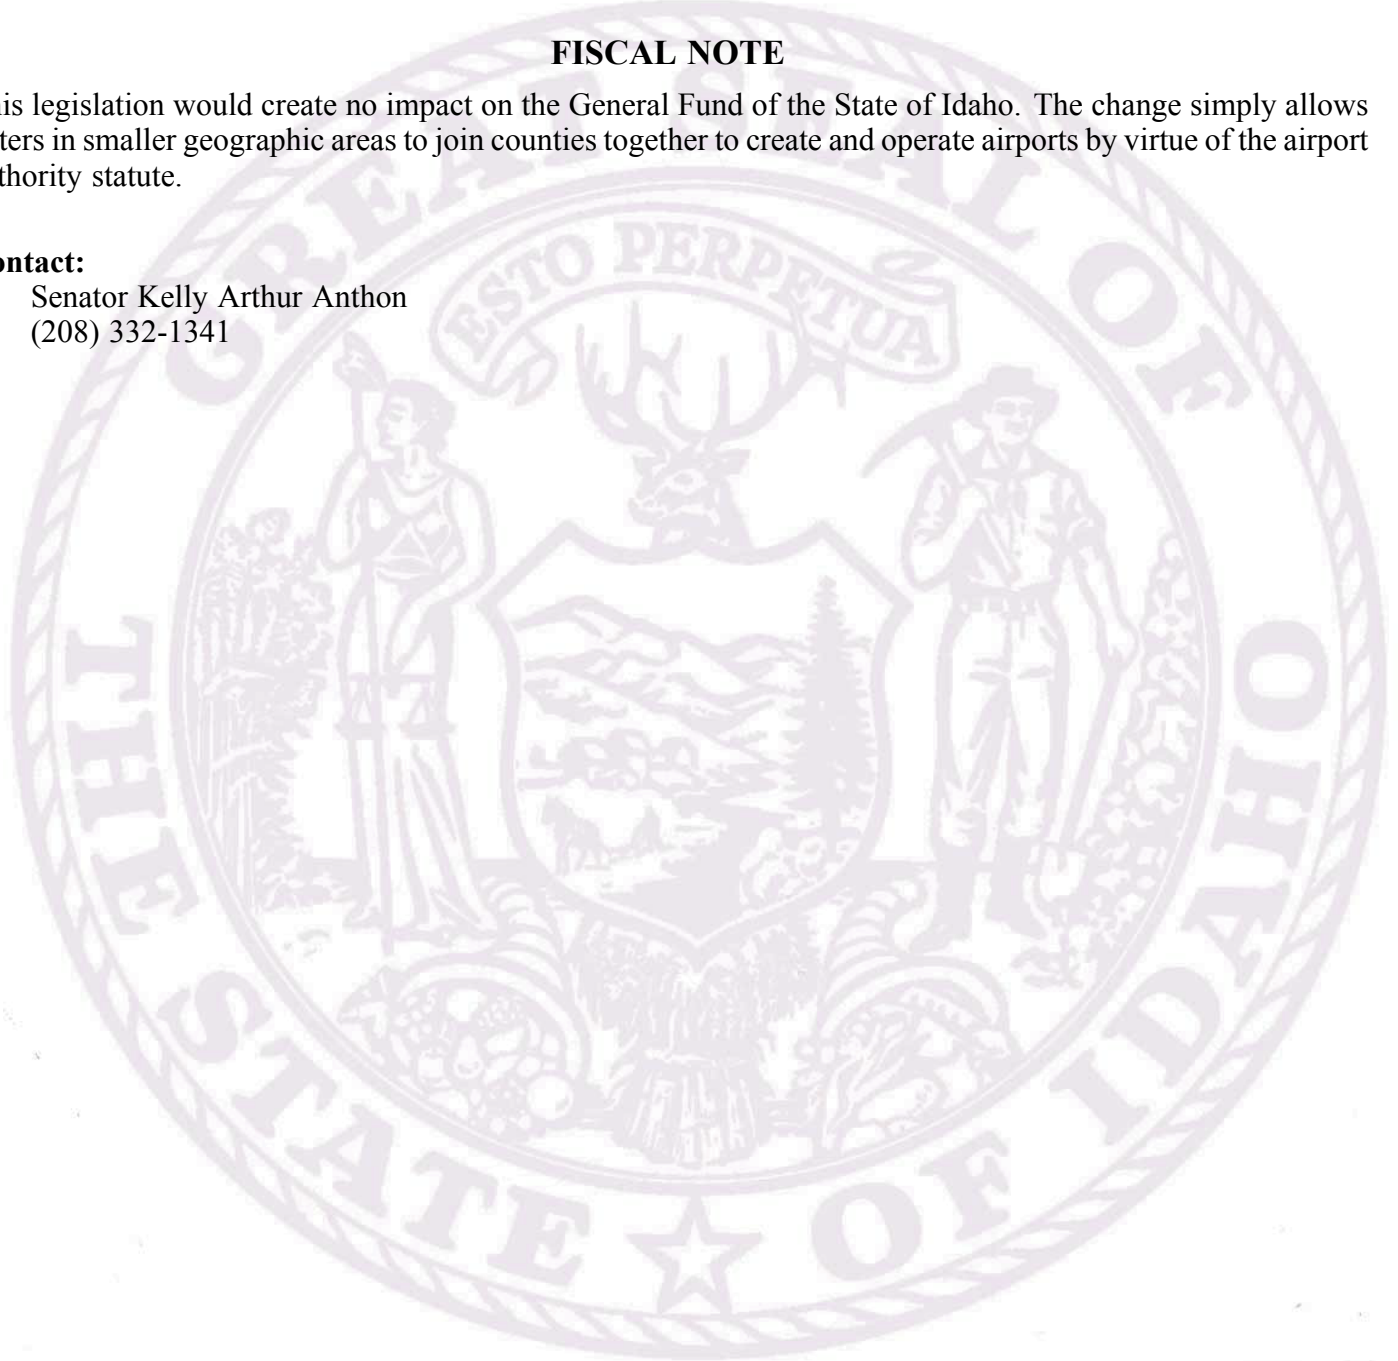 FISCAL NOTE
his legislation would create no impact on the General Fund of the State of Idaho. The change simply allows
ters in smaller geographic areas to join counties together to create and operate airports by virtue of the airport
thority statute.
ontact:
Senator Kelly Arthur Anthon
(208) 332-1341
GREAT SEAL OF
THE STATE OF IDAHO
ESTO PERPETUA